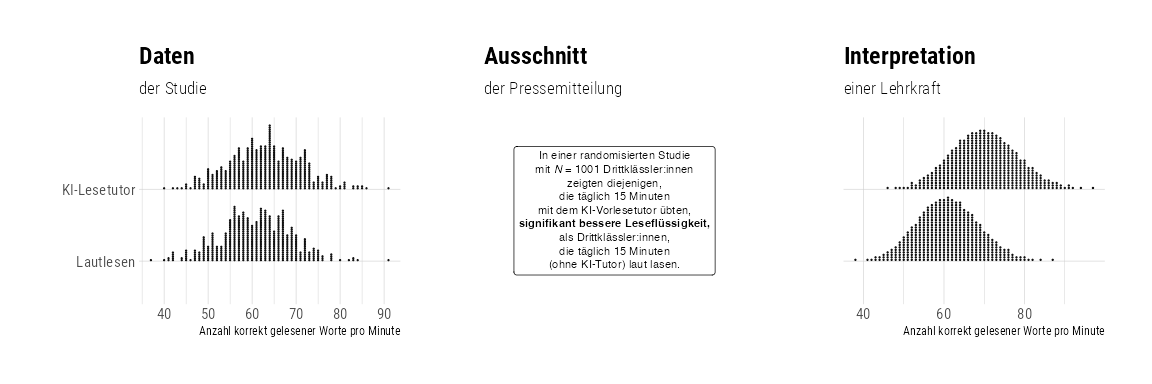 Daten
der Studie
KI-Lesetutor
Lautlesen
40 50 60 70 80 90
Anzahl korrekt gelesener Worte pro Minute
Ausschnitt
der Pressemitteilung
In einer randomisierten Studie
mit N = 1001 Drittklässler:innen
zeigten diejenigen,
die täglich 15 Minuten
mit dem KI-Vorlesetutor übten,
signifikant bessere Leseflüssigkeit,
als Drittklässler:innen,
die täglich 15 Minuten
(ohne KI-Tutor) laut lasen.
Interpretation
einer Lehrkraft
40 60 80
Anzahl korrekt gelesener Worte pro Minute